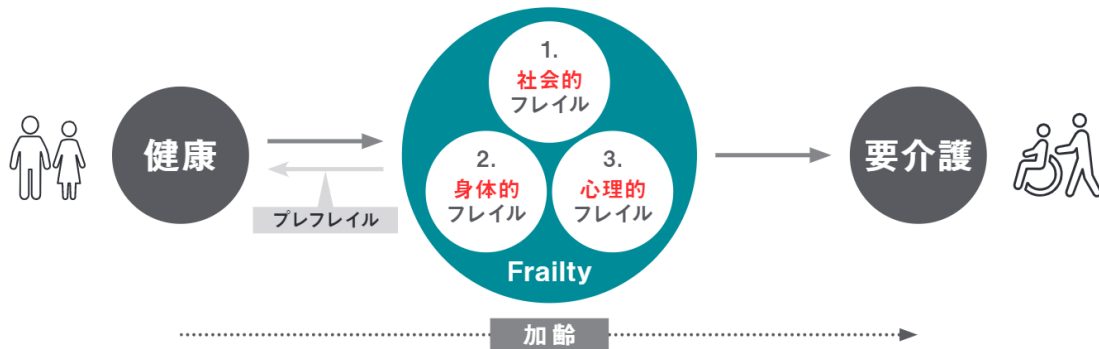 健康
プレフレイル
1.
社会的
フレイル
2.
身体的
フレイル
3.
心理的
フレイル
Frailty
要介護
加齢